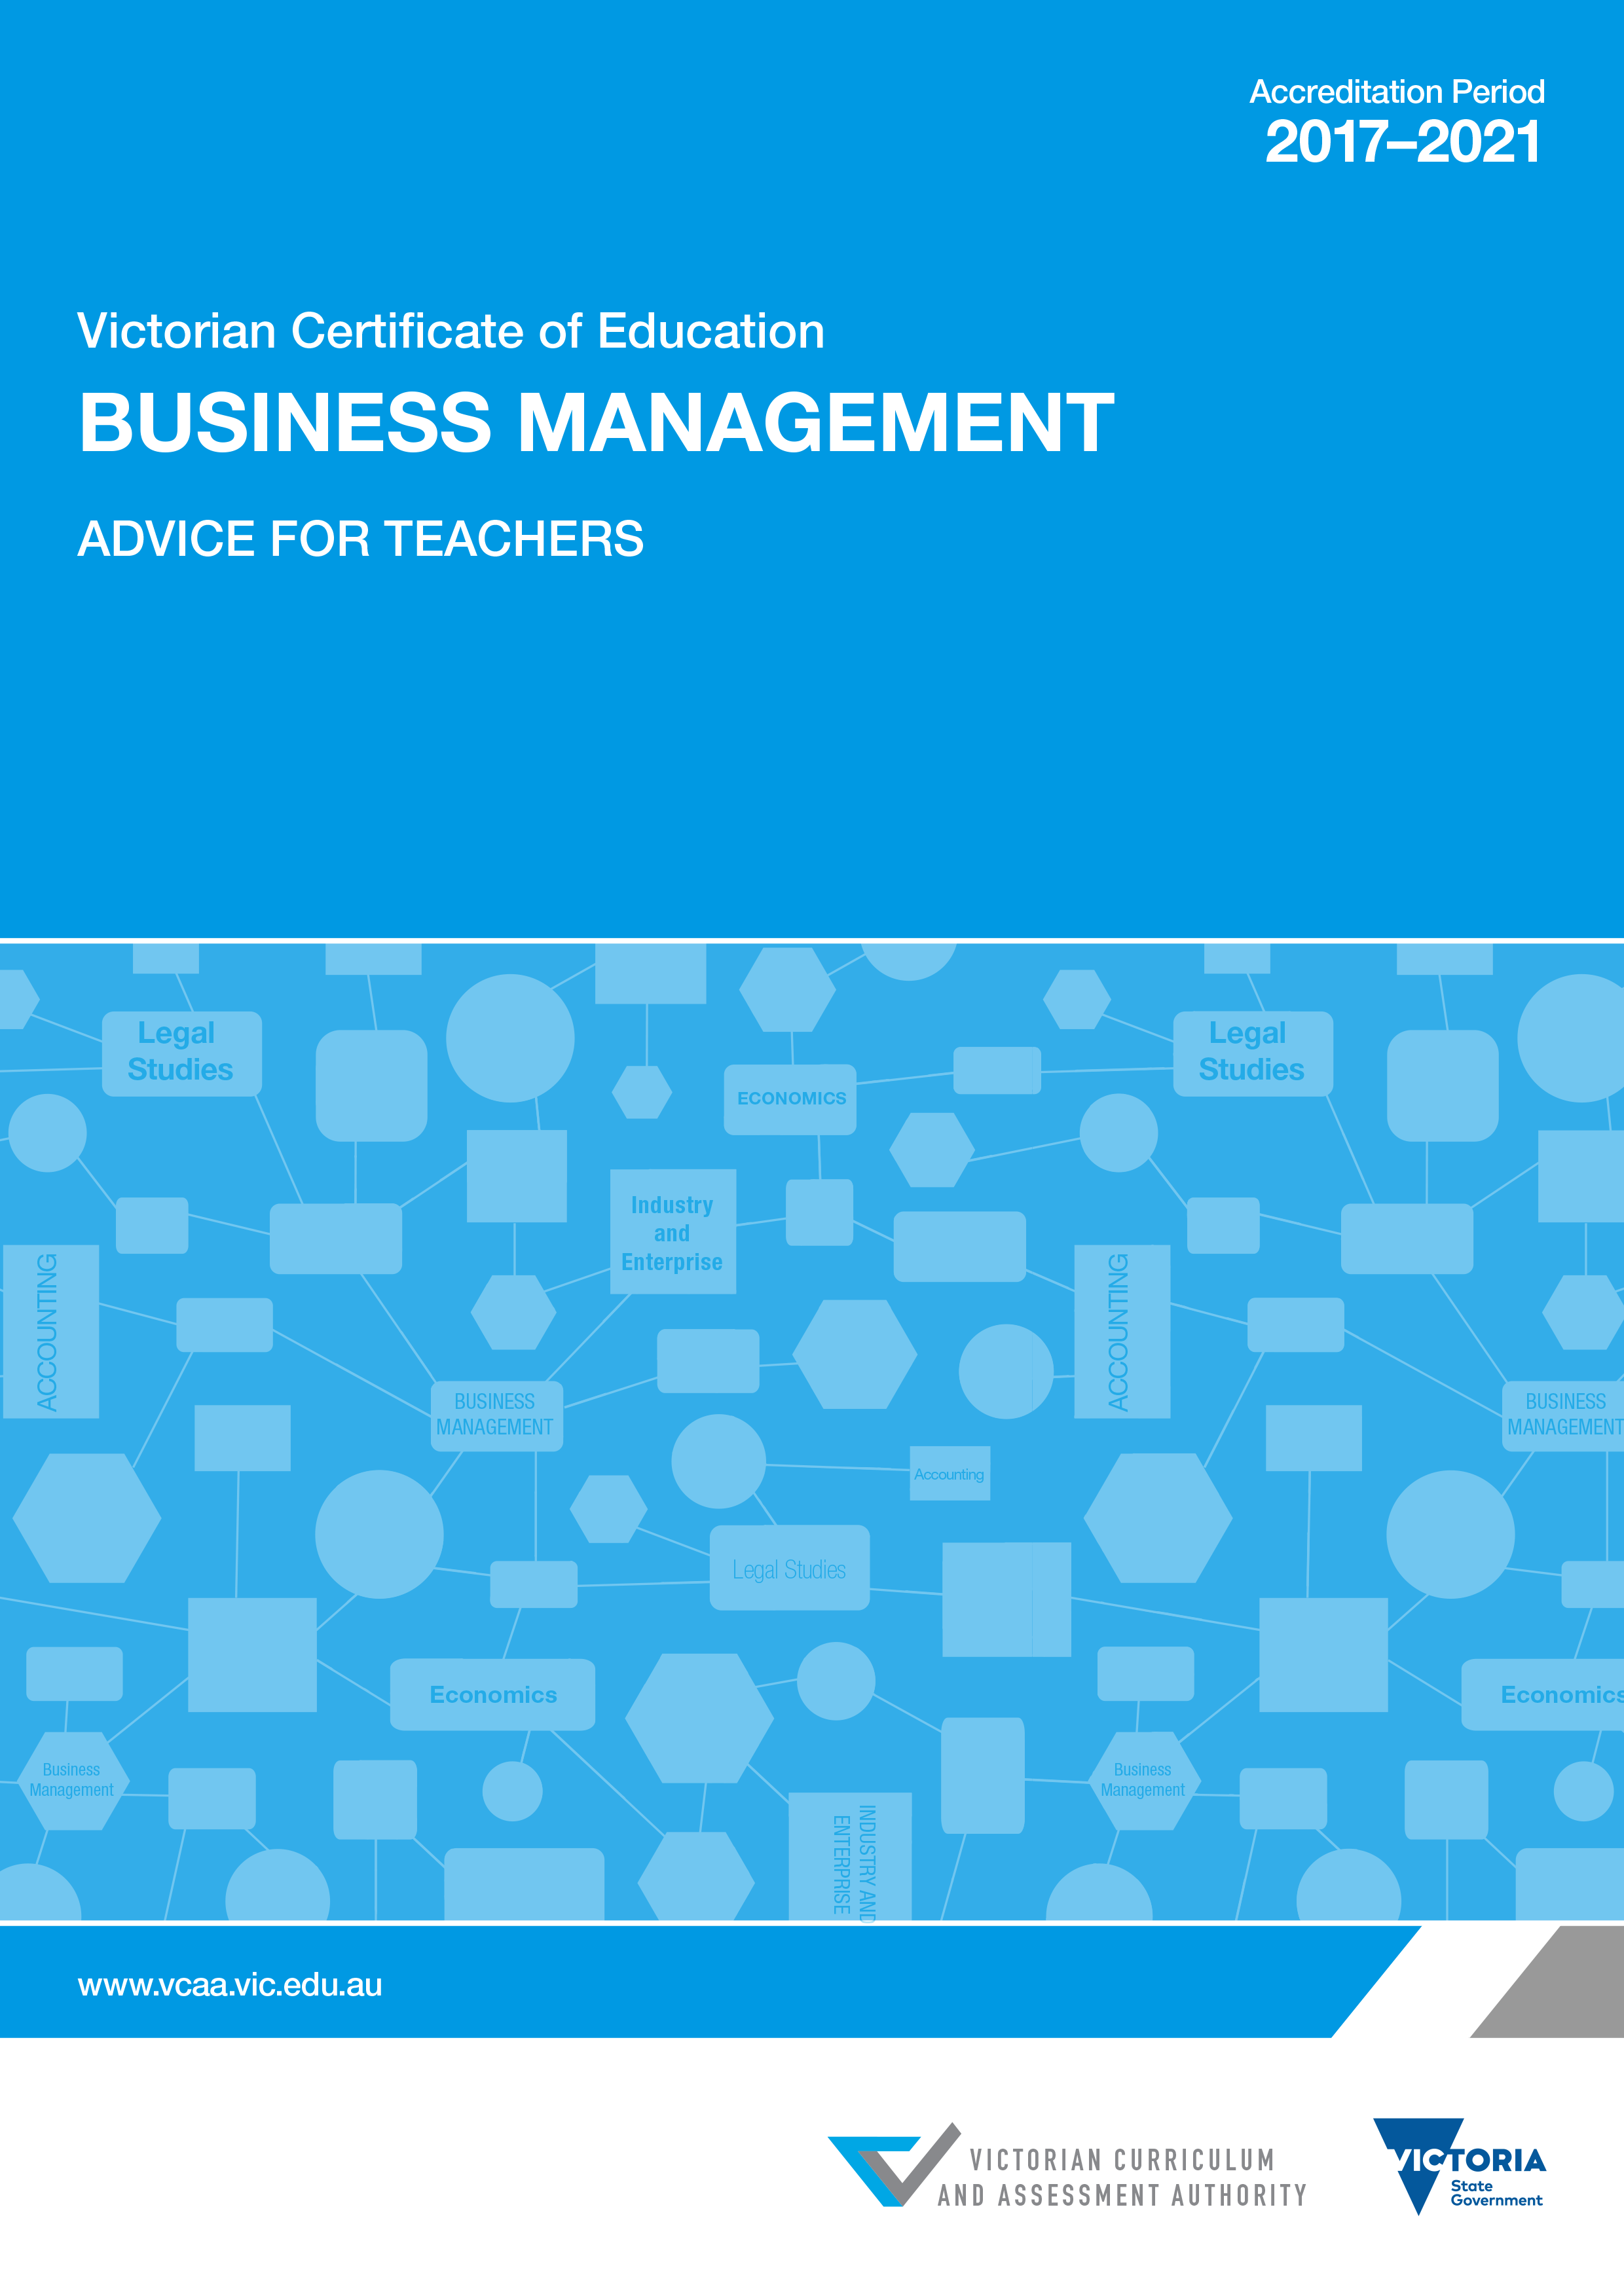 Accreditation Period
2017–2021
Victorian Certificate of Education
BUSINESS MANAGEMENT
ADVICE FOR TEACHERS
Legal
Studies
Legal
Studies
ECONOMICS
Industry
and
Enterprise
ACCOUNTING
ACCOUNTING
BUSINESS
MANAGEMENT
BUSINESS
MANAGEMENT
Accounting
Legal Studies
Economics
Economics
Business
Management
Business
Management
INDUSTRY AND
ENTERPRISE
www.vcaa.vic.edu.au
VICTORIAN CURRICULUM
AND ASSESSMENT AUTHORITY
VICTORIA
State
Government